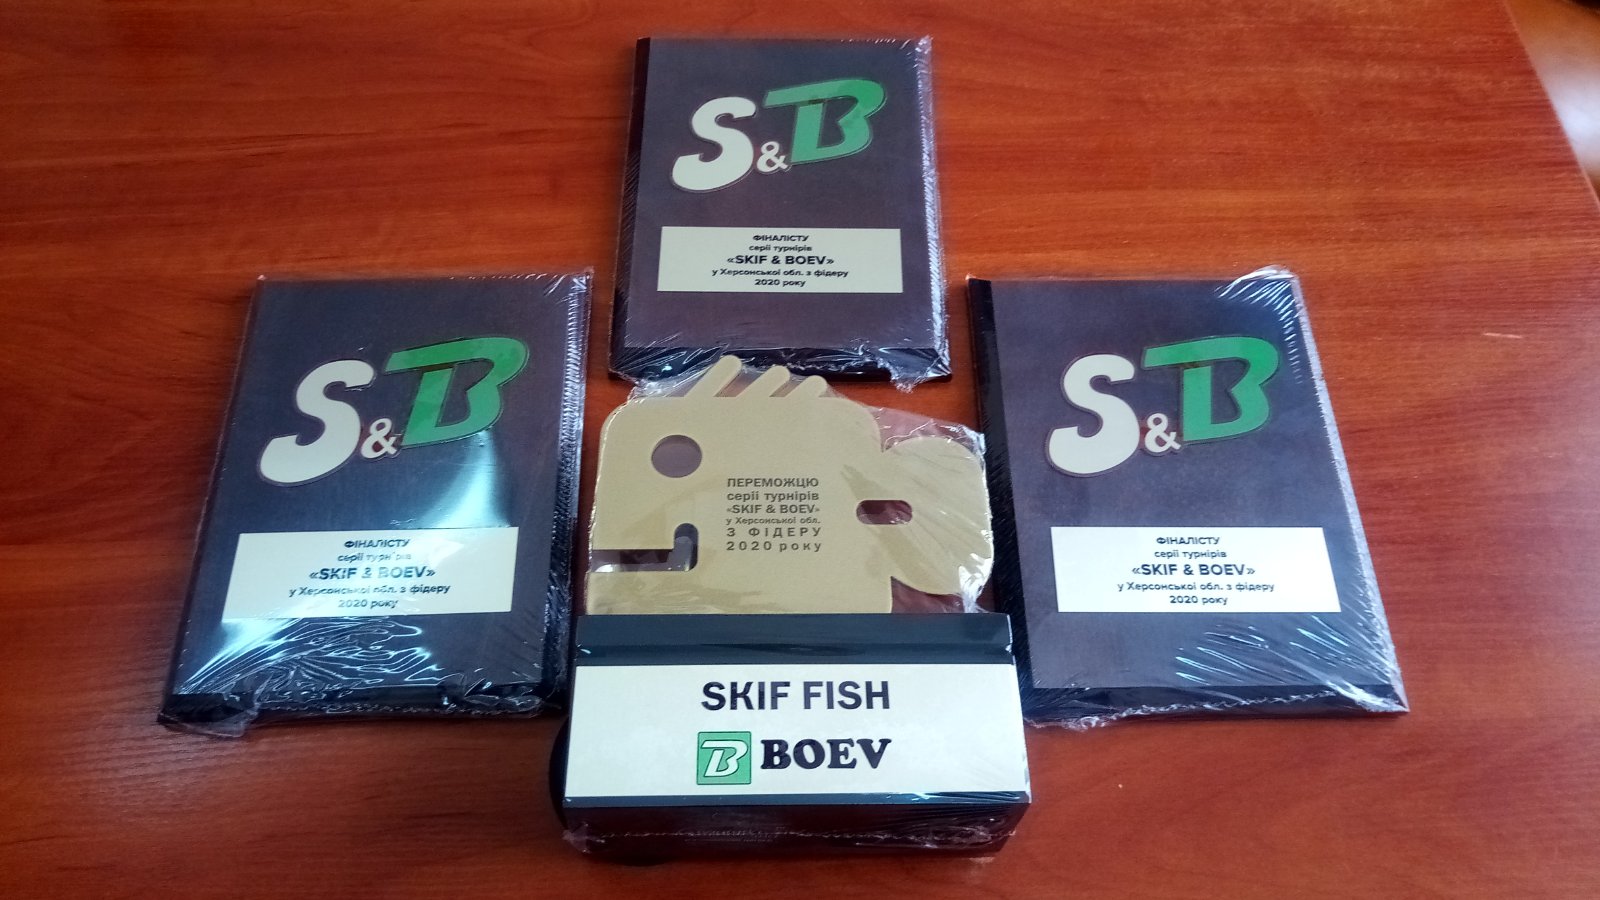 S&B
ФІНАЛІСТУ
серії турнірів
«SKIF & BOEV»
у Херсонської обл. з фідеру
2020 року
S&B
ФІНАЛІСТУ
серії турнірів
«SKIF & BOEV»
у Херсонської обл. з фідеру
2020 року
S&B
ФІНАЛІСТУ
серії турнірів
«SKIF & BOEV»
у Херсонської обл. з фідеру
2020 року
ПЕРЕМОЖЦЮ
серії турнірів
«SKIF & BOEV»
у Херсонської обл.
З ФІДЕРУ
2020 року
SKIF FISH
B BOEV